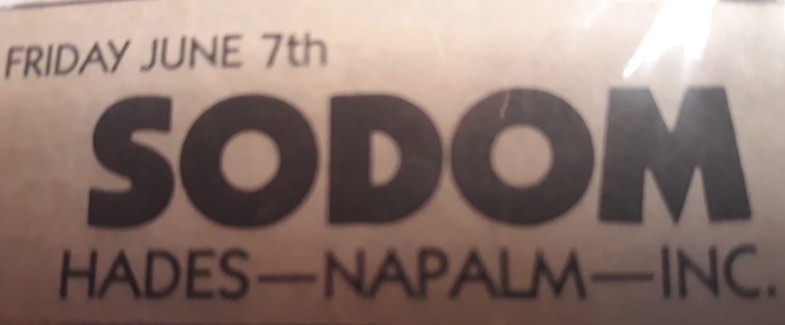 FRIDAY JUNE 7th
SODOM
HADES—NAPALM—INC.